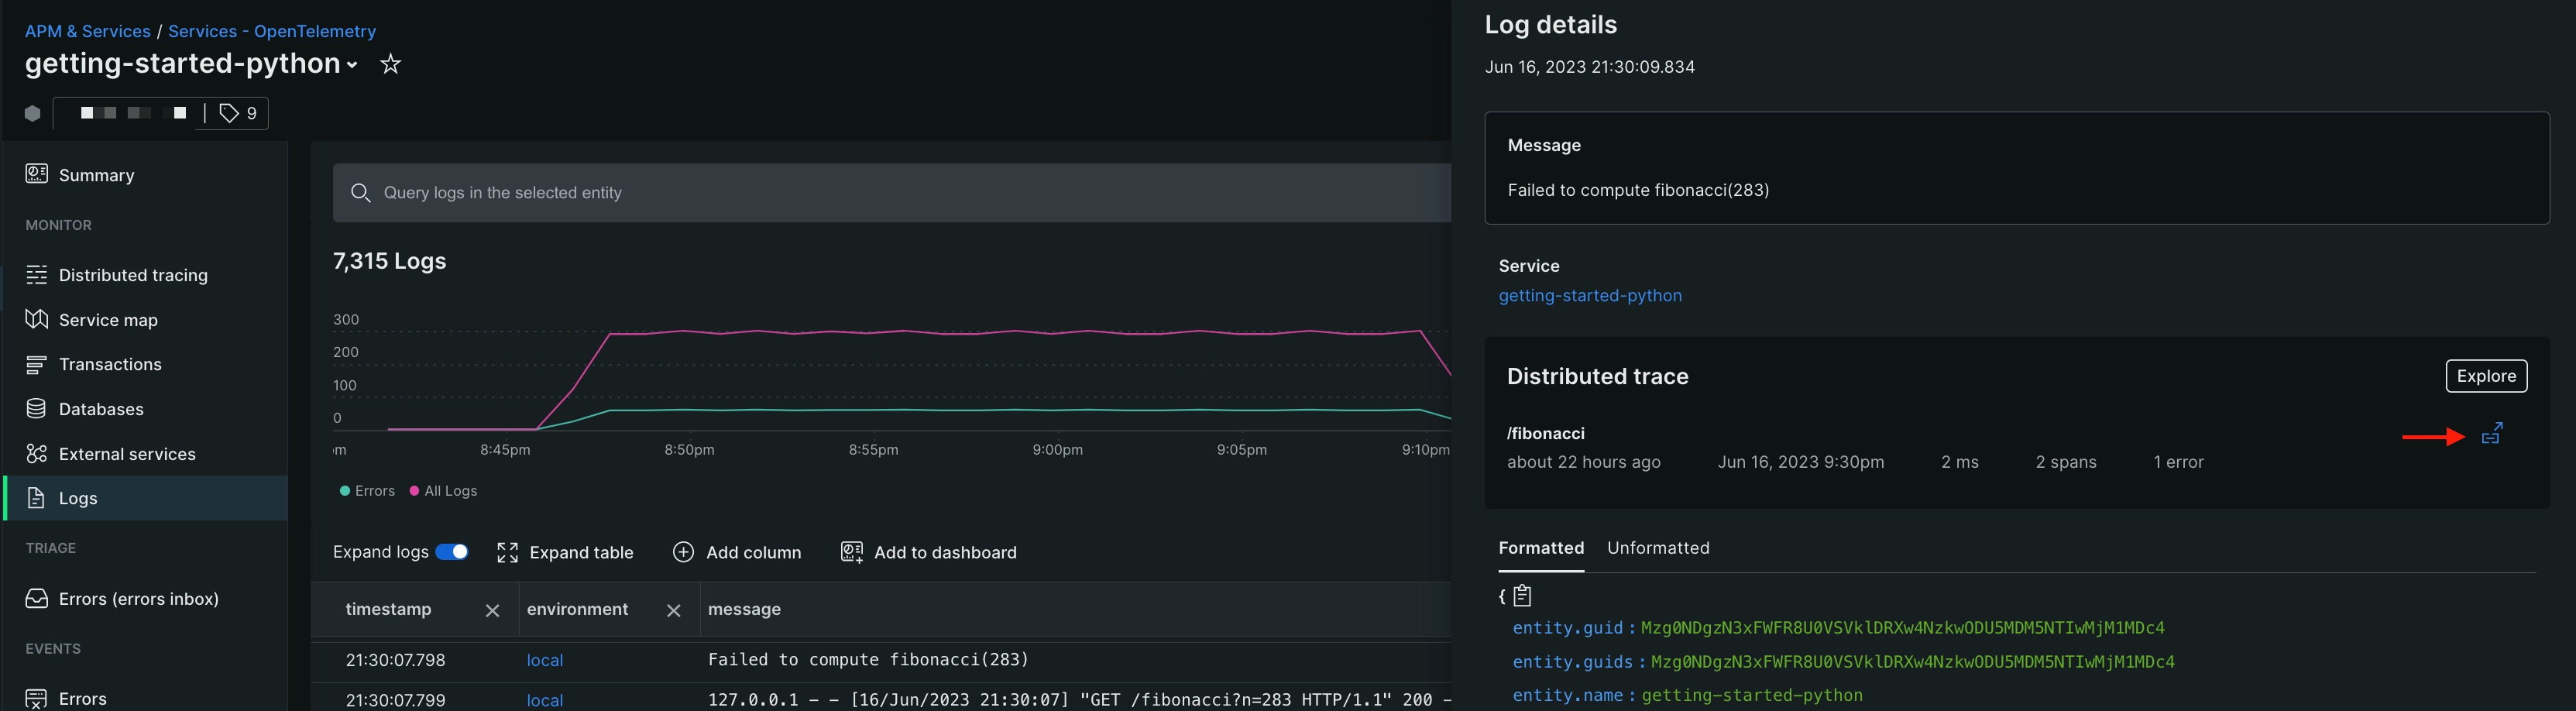 APM & Services / Services - OpenTelemetry
getting-started-python
9
Summary
MONITOR
Distributed tracing
Service map
Transactions
Databases
External services
Logs
TRIAGE
Errors (errors inbox)
EVENTS
Errors
Query logs in the selected entity
7,315 Logs
300
200
100
0
m 8:45pm 8:50pm 8:55pm 9:00pm 9:05pm 9:10pm
Errors All Logs
Expand logs Expand table Add column Add to dashboard
timestamp environment message
21:30:07.798 local Failed to compute fibonacci(283)
21:30:07.799 local 127.0.0.1 - - [16/Jun/2023 21:30:07] "GET /fibonacci?n=283 HTTP/1.1" 200 -
Log details
Jun 16, 2023 21:30:09.834
Message
Failed to compute fibonacci(283)
Service
getting-started-python
Distributed trace Explore
/fibonacci
about 22 hours ago Jun 16, 2023 9:30pm 2 ms 2 spans 1 error
Formatted Unformatted
{
entity.guid : Mzg0NDgzN3xFWFR8U0VSVklDRXw4NzkwODU5MDM5NTIwMjM1MDc4
entity.guids : Mzg0NDgzN3xFWFR8U0VSVklDRXw4NzkwODU5MDM5NTIwMjM1MDc4
entity.name : getting-started-python